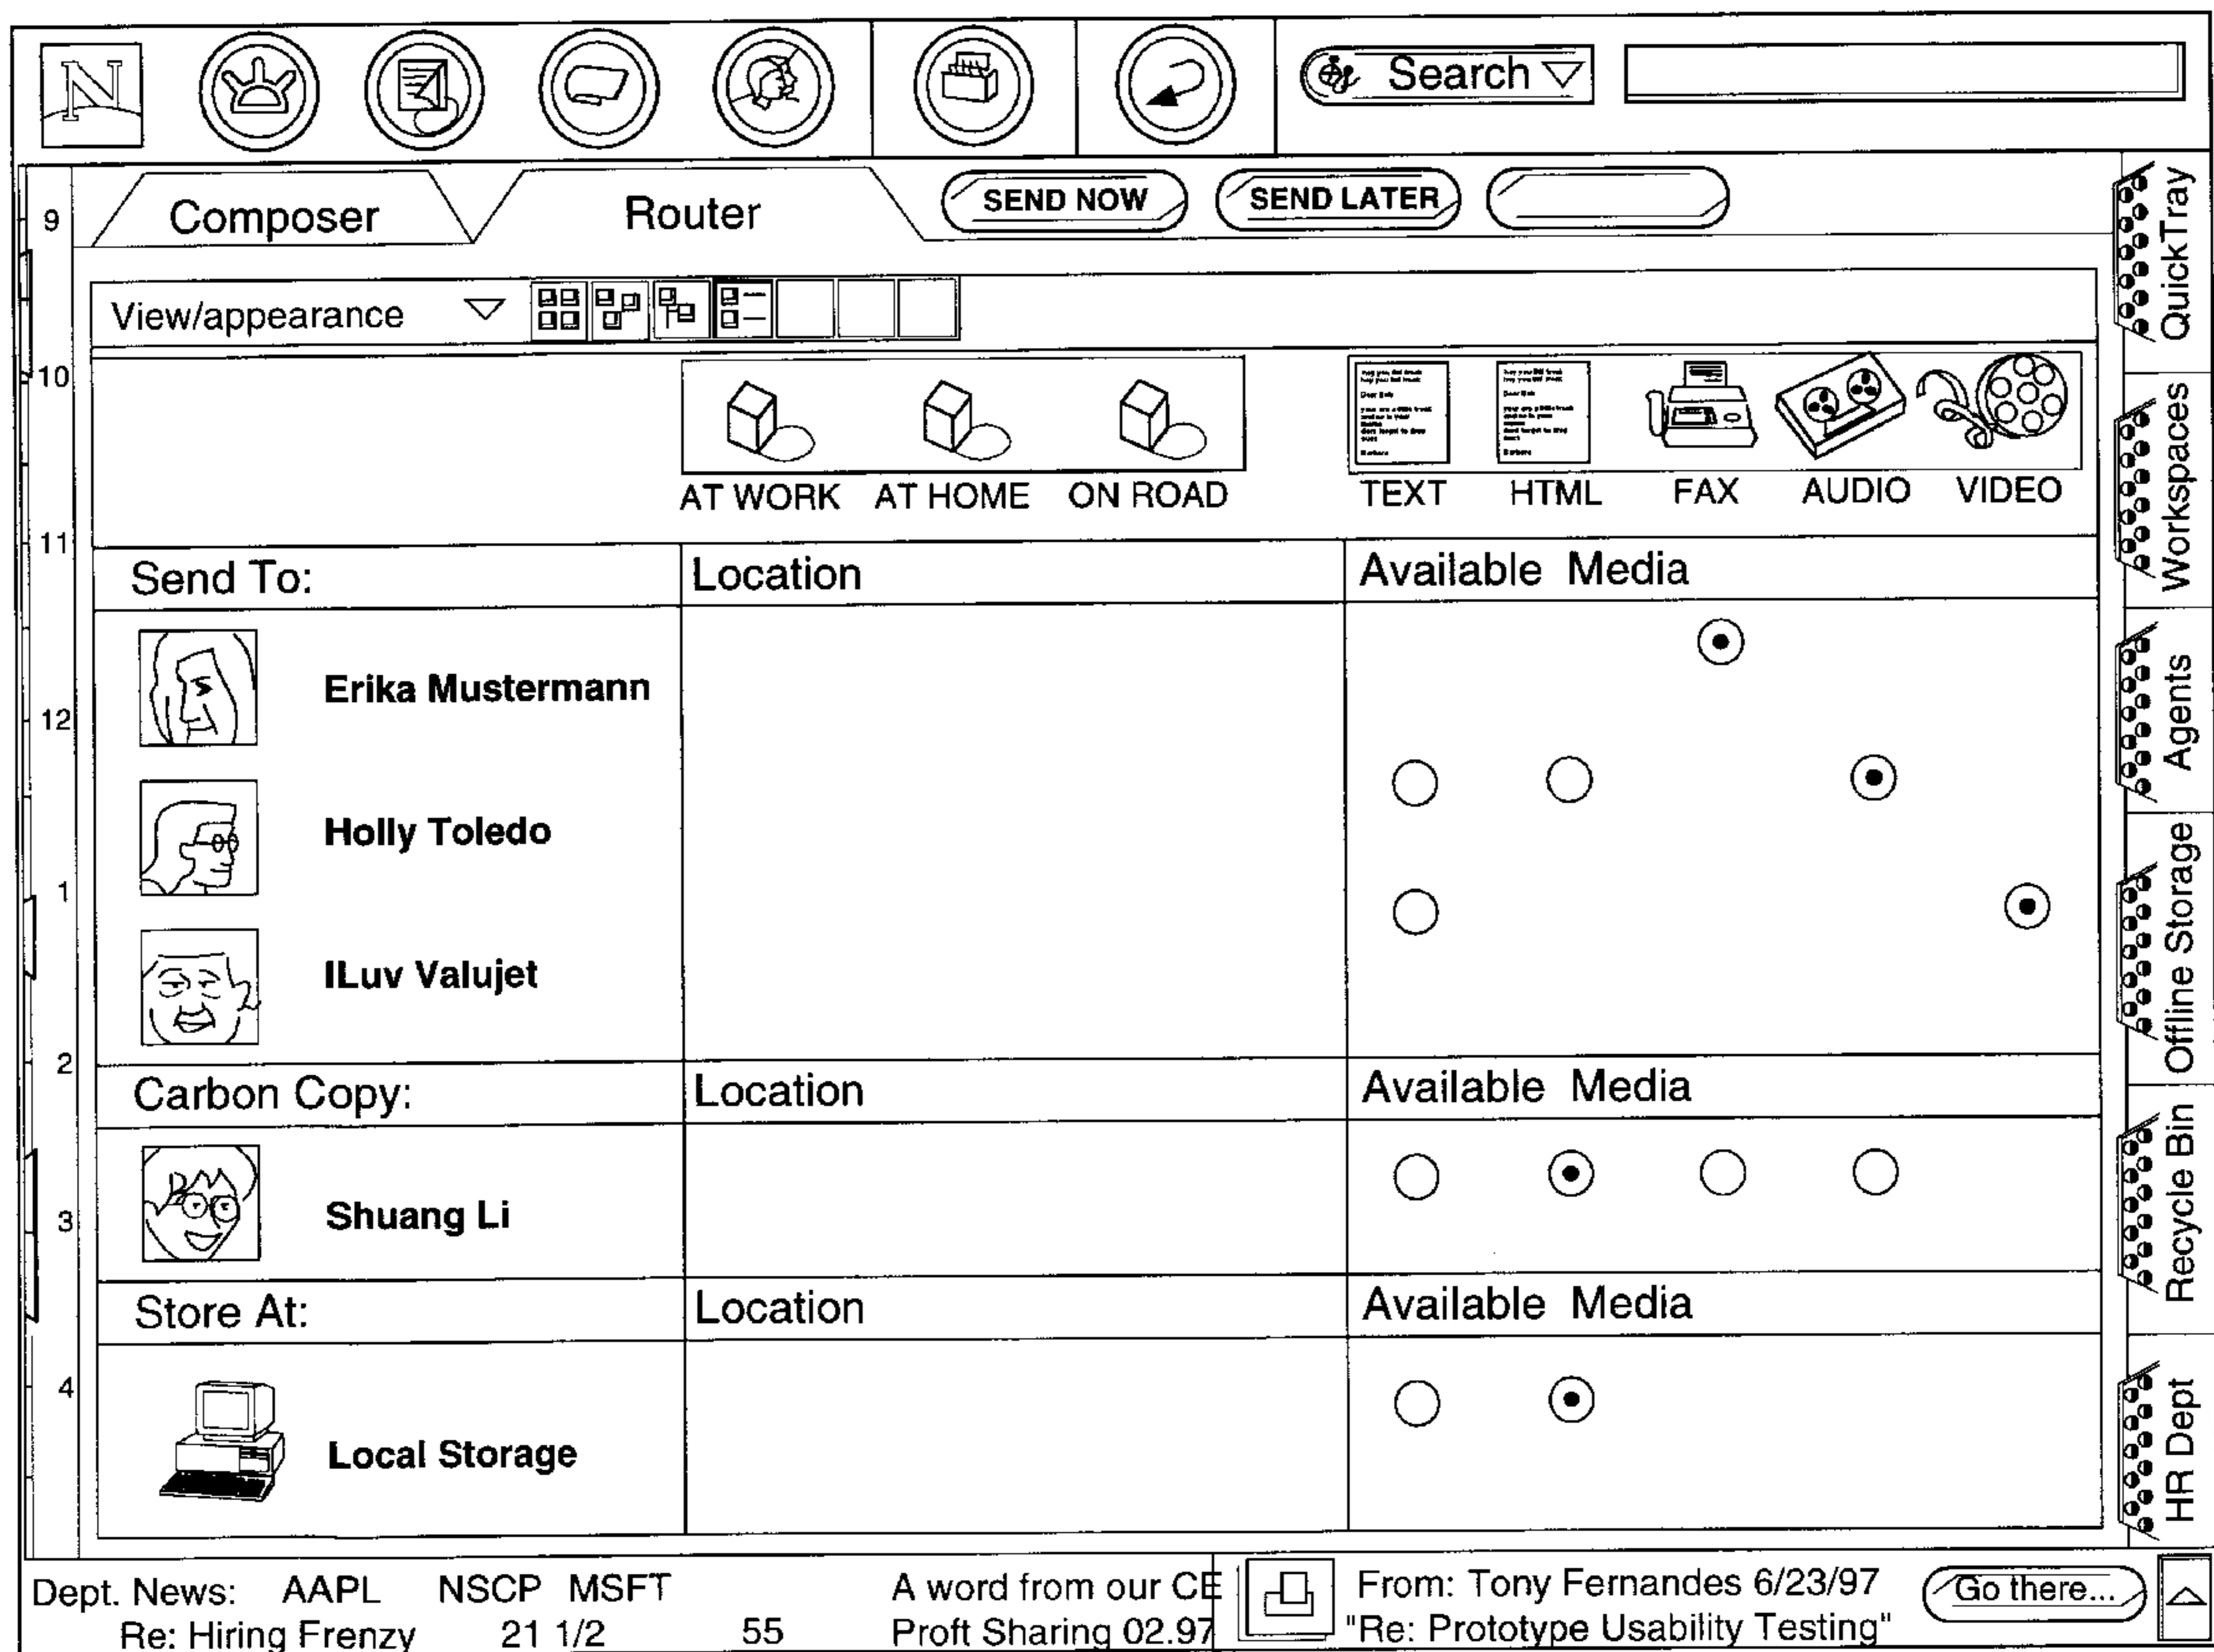 N
Search
Composer
Router
SEND NOW
SEND LATER
View/appearance
AT WORK AT HOME ON ROAD
TEXT HTML FAX AUDIO VIDEO
Send To: Location Available Media
Erika Mustermann
Holly Toledo
ILuv Valujet
Carbon Copy: Location Available Media
Shuang Li
Store At: Location Available Media
Local Storage
9
10
11
12
1
2
3
4
QuickTray
Workspaces
Agents
Offline Storage
Recycle Bin
HR Dept
Dept. News: AAPL NSCP MSFT A word from our CE
Re: Hiring Frenzy 21 1/2 55 Proft Sharing 02.97
From: Tony Fernandes 6/23/97
"Re: Prototype Usability Testing"
Go there...